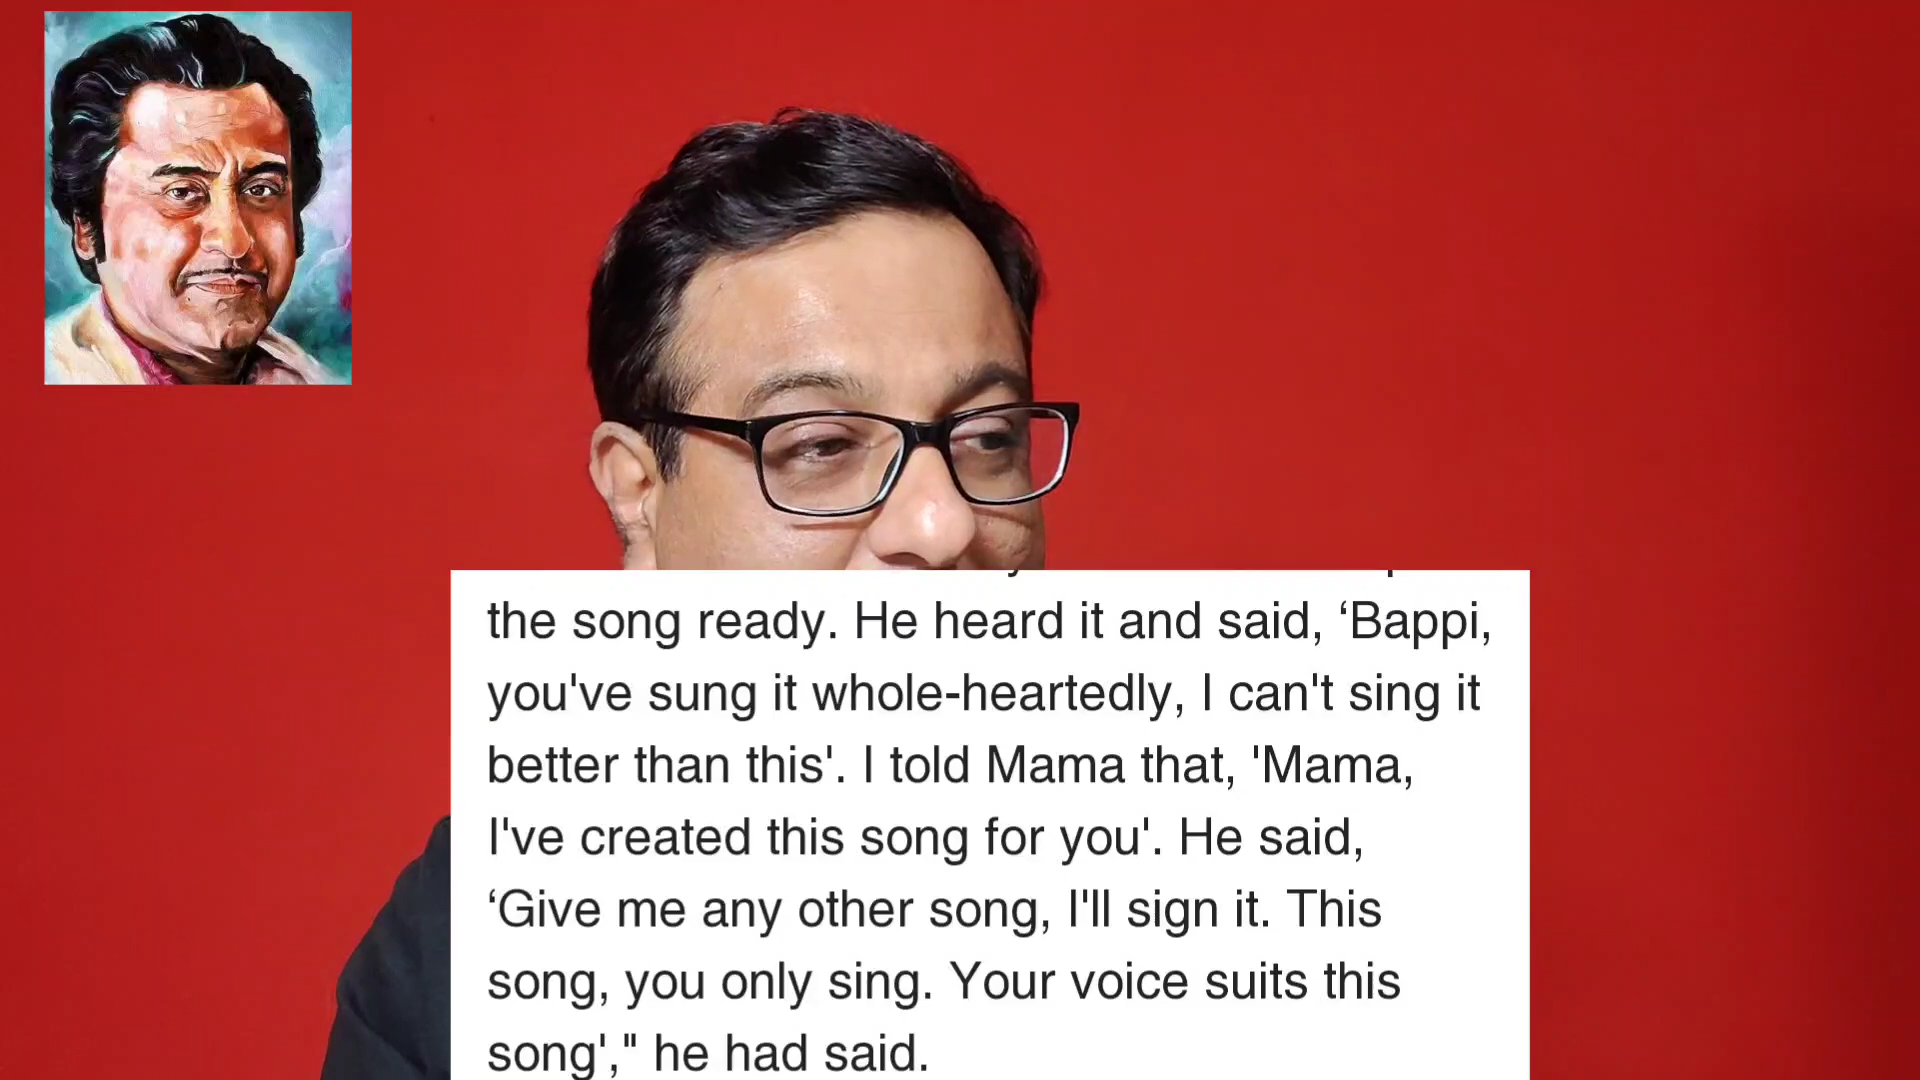 the song ready. He heard it and said, ‘Bappi,
you've sung it whole-heartedly, I can't sing it
better than this'. I told Mama that, 'Mama,
I've created this song for you'. He said,
‘Give me any other song, I'll sign it. This
song, you only sing. Your voice suits this
song'," he had said.